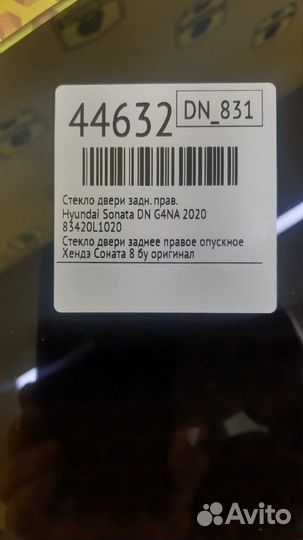 44632
DN_831
Стекло двери задн. прав.
Hyundai Sonata DN G4NA 2020
83420L1020
Стекло двери заднее правое опускное
Хендэ Соната 8 бу оригинал
Avito